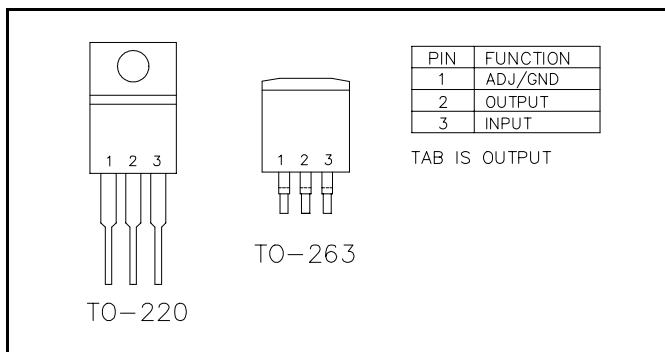 1 2 3
TO-220
1 2 3
TO-263
PIN FUNCTION
1 ADJ/GND
2 OUTPUT
3 INPUT
TAB IS OUTPUT